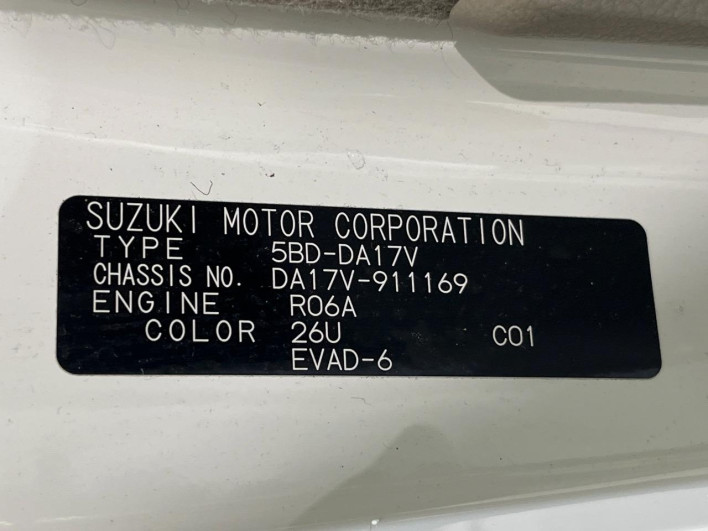 SUZUKI MOTOR CORPORATION
TYPE 5BD-DA17V
CHASSIS NO. DA17V-911169
ENGINE R06A
COLOR 26U C01
EVAD-6